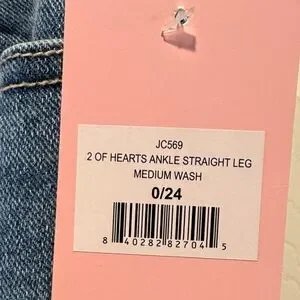 JC569
2 OF HEARTS ANKLE STRAIGHT LEG
MEDIUM WASH
0/24
8 40282 82704 5